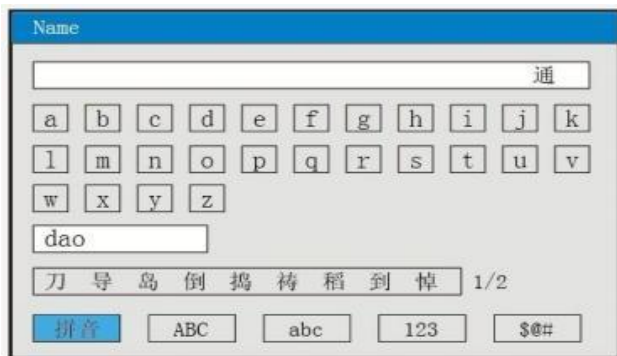 Name
通
a b c d e f g h i j k
l m n o p q r s t u v
w x y z
dao
刀 导 岛 倒 捣 祷 稻 到 悼 1/2
拼音 ABC abc 123 $@#